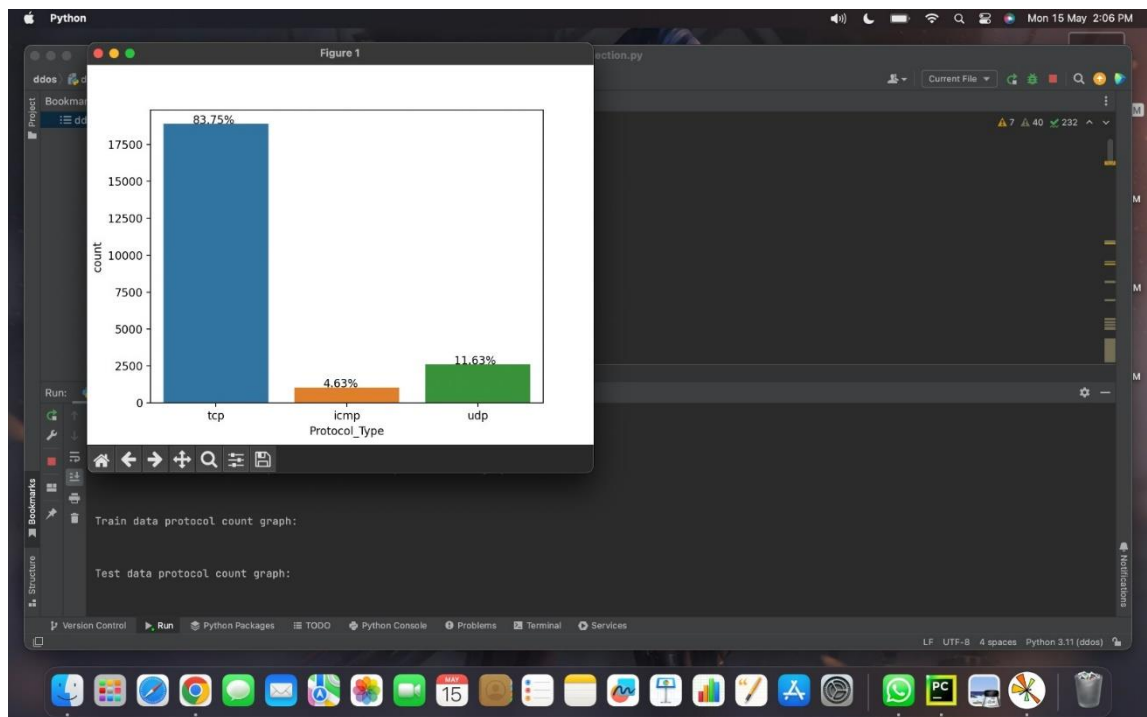 Python
Mon 15 May 2:06 PM
Figure 1
ection.py
ddos
Current File
Project
Bookmar
7 40 232
83.75%
17500
15000
12500
10000
7500
5000
2500
0
count
4.63%
11.63%
tcp icmp udp
Protocol_Type
Run:
Train data protocol count graph:
Test data protocol count graph:
Bookmarks
Structure
Notifications
Version Control Run Python Packages TODO Python Console Problems Terminal Services
LF UTF-8 4 spaces Python 3.11 (ddos)
MAY
15
PC